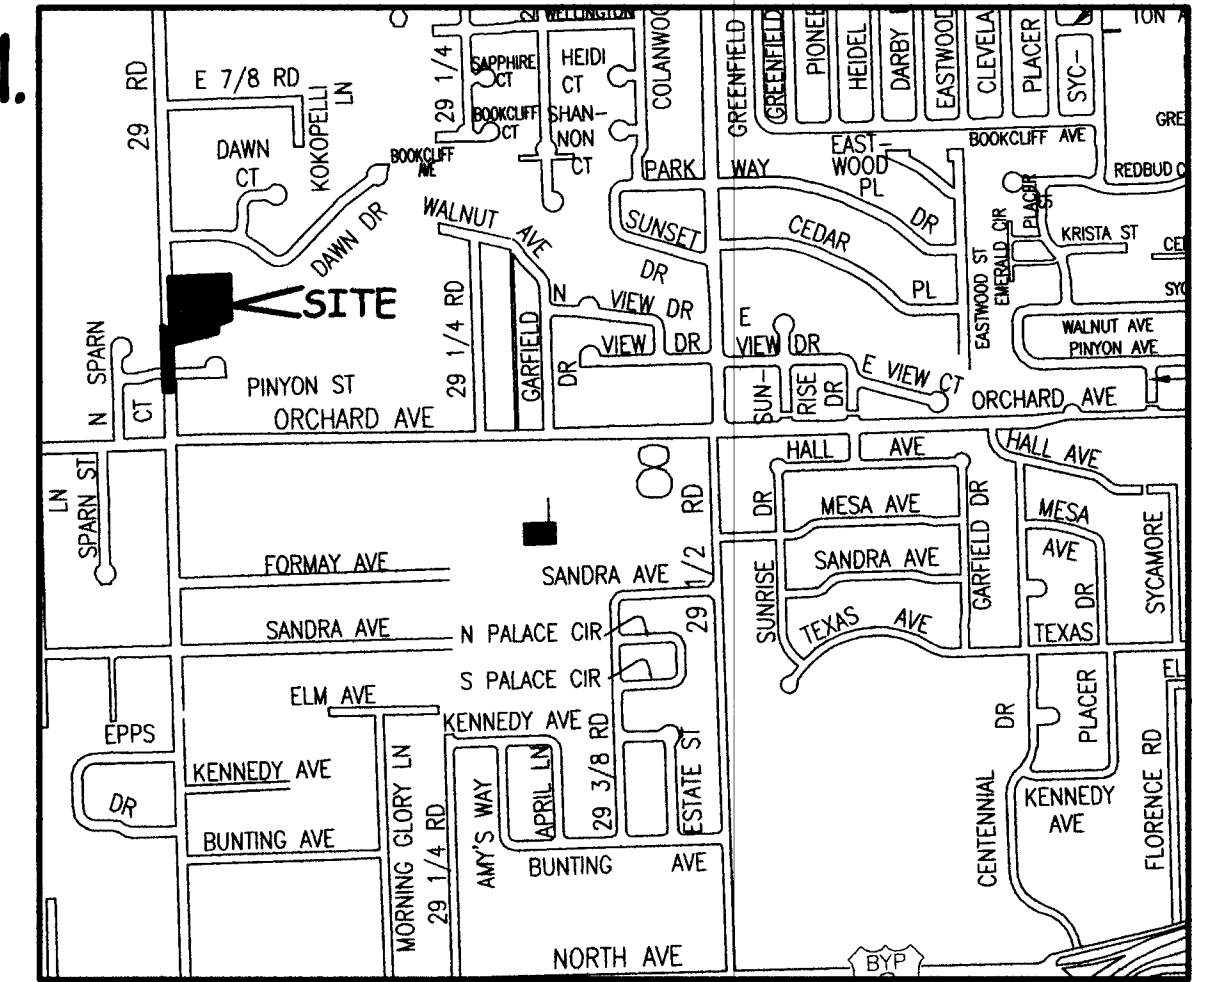 1.
29 RD
E 7/8 RD
KOKOPELLI LN
DAWN CT
DAWN DR
29 1/4
SAPPHIRE CT
BOOKCLIFF CT
BOOKCLIFF AVE
WELLINGTON
HEIDI CT
SHAN-
NON CT
GREENFIELD
GREENFIELD
HEIDEL
DARBY
EASTWOOD
PLACER
SYC-
BOOKCLIFF AVE
EAST-
WOOD PL
REDBUD
PARK WAY
DR
WALNUT AVE
SUNSET DR
CEDAR PL
EASTWOOD ST
EMERALD CIR
PLACER
KRISTA ST
SITE
29 1/4 RD
GARFIELD DR
N VIEW DR
VIEW DR
E VIEW DR
E VIEW CT
SUN-
RISE DR
WALNUT AVE
PINYON AVE
N SPARN CT
PINYON ST
ORCHARD AVE
ORCHARD AVE
LN
SPARN ST
HALL AVE
HALL AVE
MESA AVE
MESA AVE
SANDRA AVE
TEXAS AVE
SUNRISE DR
GARFIELD DR
DR
TEXAS
SYCAMORE
29 1/2 RD
FORMAY AVE
SANDRA AVE
SANDRA AVE
N PALACE CIR
S PALACE CIR
ELM AVE
KENNEDY AVE
EPPS DR
KENNEDY AVE
BUNTING AVE
MORNING GLORY LN
29 1/4 RD
AMY'S WAY
APRIL LN
29 3/8 RD
ESTATE ST
BUNTING AVE
CENTENNIAL DR
PLACER
KENNEDY AVE
FLORENCE RD
NORTH AVE
BYP